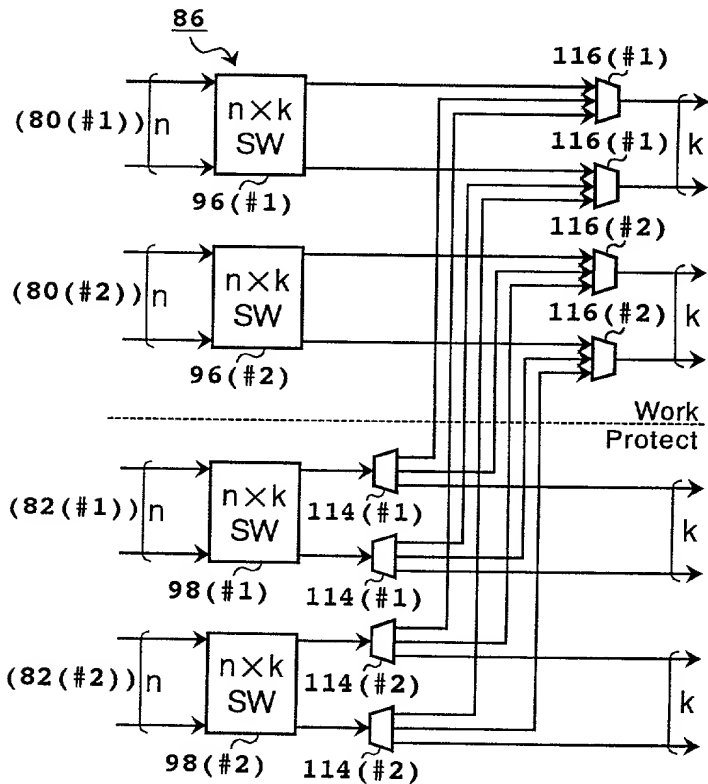 86
116(#1)
(80(#1)) n
n×k
SW
k
116(#1)
96(#1)
116(#2)
(80(#2)) n
n×k
SW
k
116(#2)
96(#2)
Work
Protect
(82(#1)) n
n×k
SW
114(#1)
k
98(#1)
114(#1)
(82(#2)) n
n×k
SW
114(#2)
k
98(#2)
114(#2)